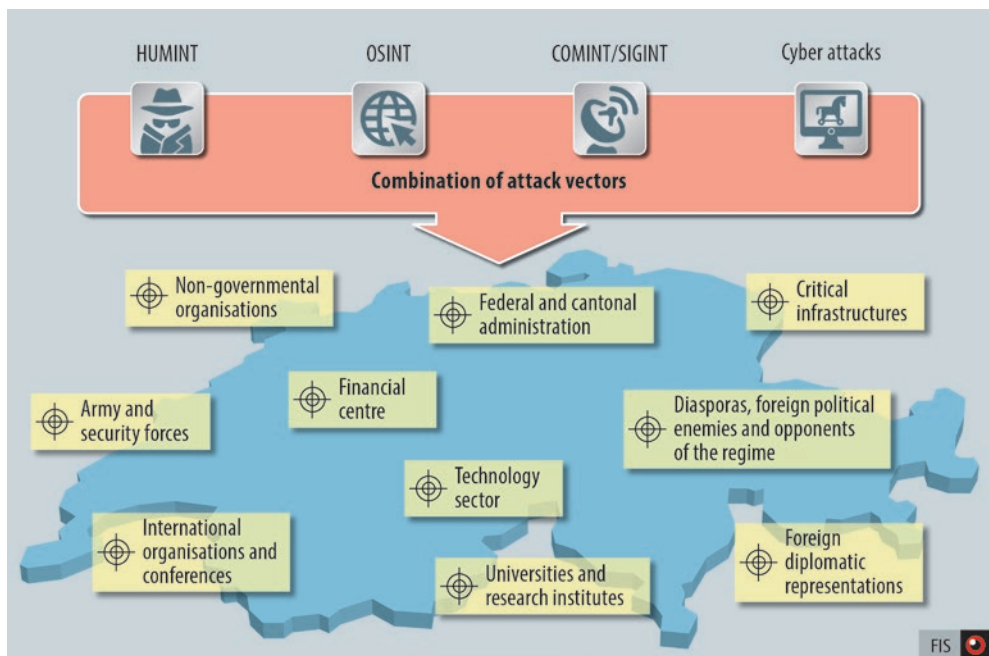 HUMINT
OSINT
COMINT/SIGINT
Cyber attacks
Combination of attack vectors
Non-governmental
organisations
Federal and cantonal
administration
Critical
infrastructures
Army and
security forces
Financial
centre
Diasporas, foreign political
enemies and opponents
of the regime
Technology
sector
International
organisations and
conferences
Universities and
research institutes
Foreign
diplomatic
representations
FIS